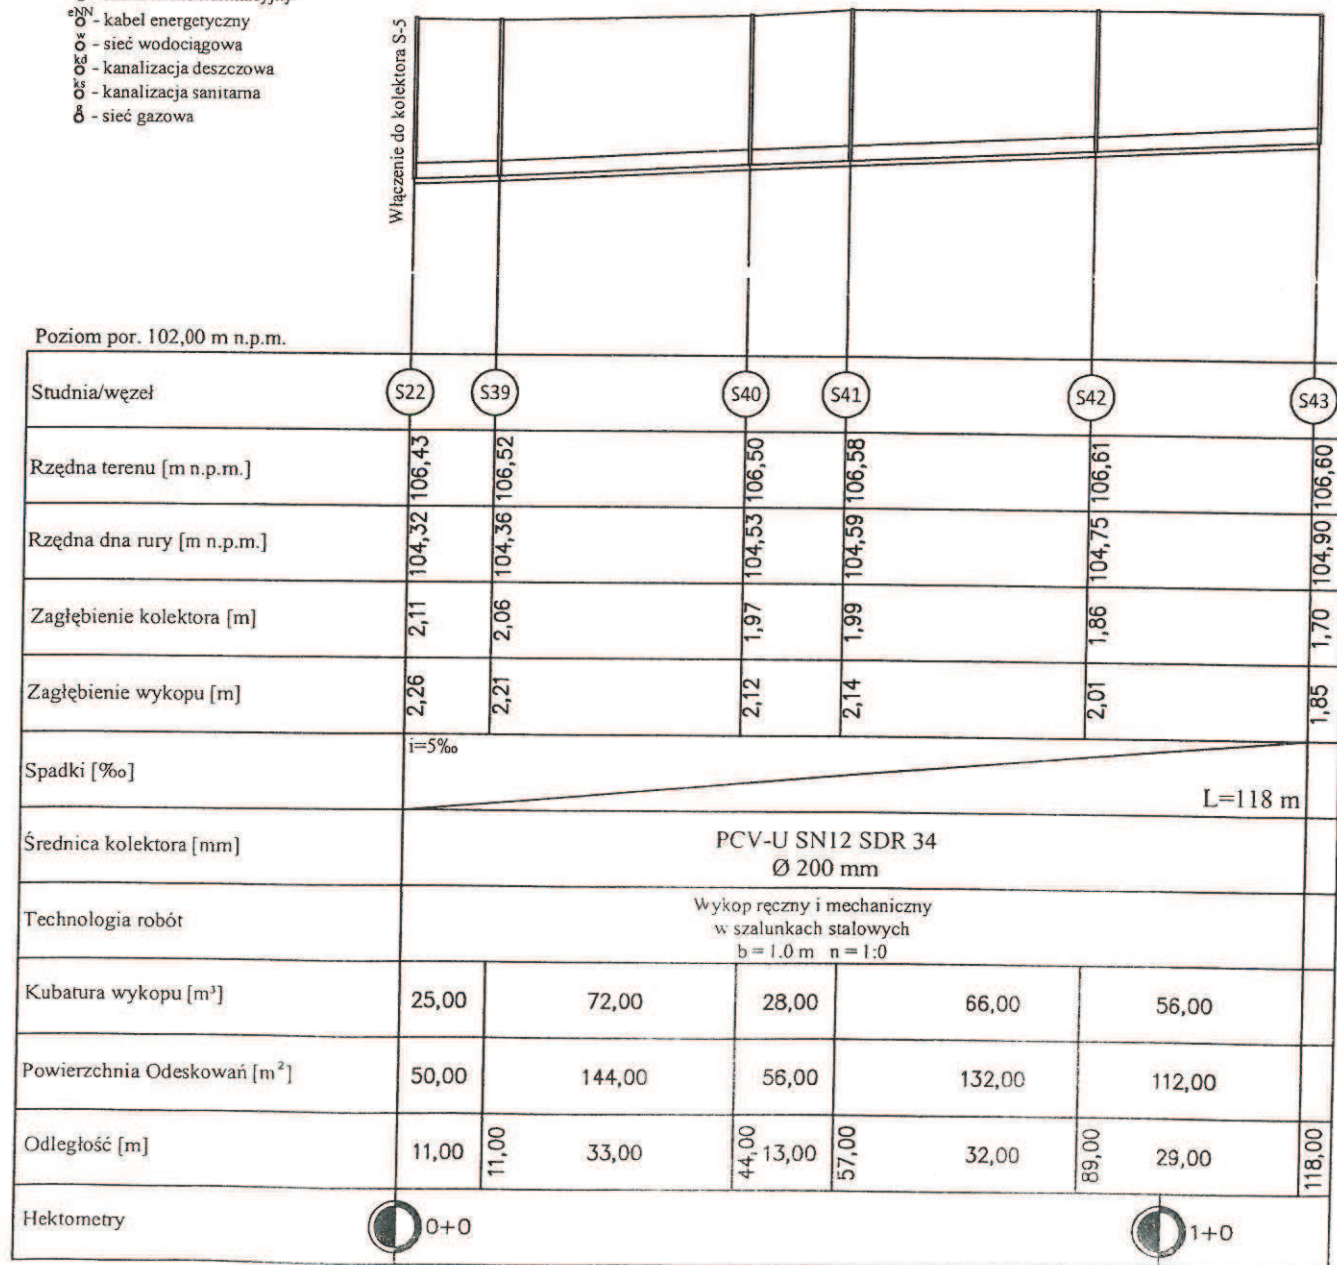 eNN - kabel energetyczny
w - sieć wodociągowa
kd - kanalizacja deszczowa
ks - kanalizacja sanitarna
g - sieć gazowa
Włączenie do kolektora S-5
Poziom por. 102,00 m n.p.m.
Studnia/węzeł S22 S39 S40 S41 S42 S43
Rzędna terenu [m n.p.m.] 106,43 106,52 106,50 106,58 106,61 106,60
Rzędna dna rury [m n.p.m.] 104,32 104,36 104,53 104,59 104,75 104,90
Zagłębienie kolektora [m] 2,11 2,06 1,97 1,99 1,86 1,70
Zagłębienie wykopu [m] 2,26 2,21 2,12 2,14 2,01 1,85
Spadki [‰] i=5‰ L=118 m
Średnica kolektora [mm] PCV-U SN12 SDR 34
Ø 200 mm
Technologia robót Wykop ręczny i mechaniczny
w szalunkach stalowych
b = 1.0 m n = 1:0
Kubatura wykopu [m³] 25,00 72,00 28,00 66,00 56,00
Powierzchnia Odeskowań [m²] 50,00 144,00 56,00 132,00 112,00
Odległość [m] 11,00 11,00 33,00 44,00 13,00 57,00 32,00 89,00 29,00 118,00
Hektometry 0+0 1+0